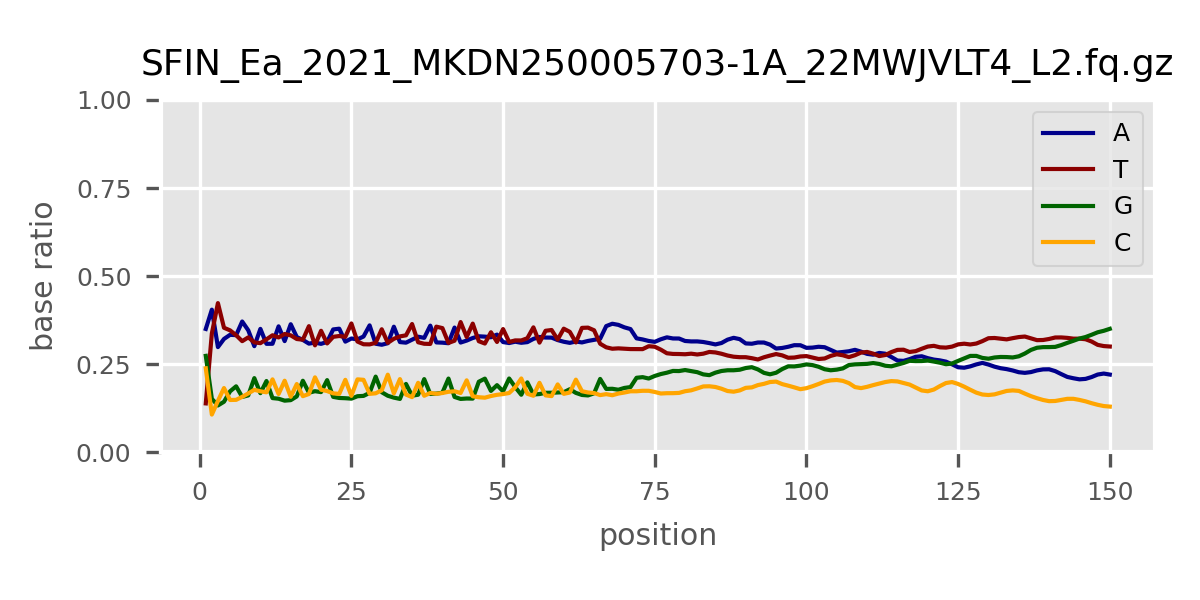 SFIN_Ea_2021_MKDN250005703-1A_22MWJVLT4_L2.fq.gz
1.00
0.75
0.50
0.25
0.00
base ratio
A
T
G
C
0 25 50 75 100 125 150
position